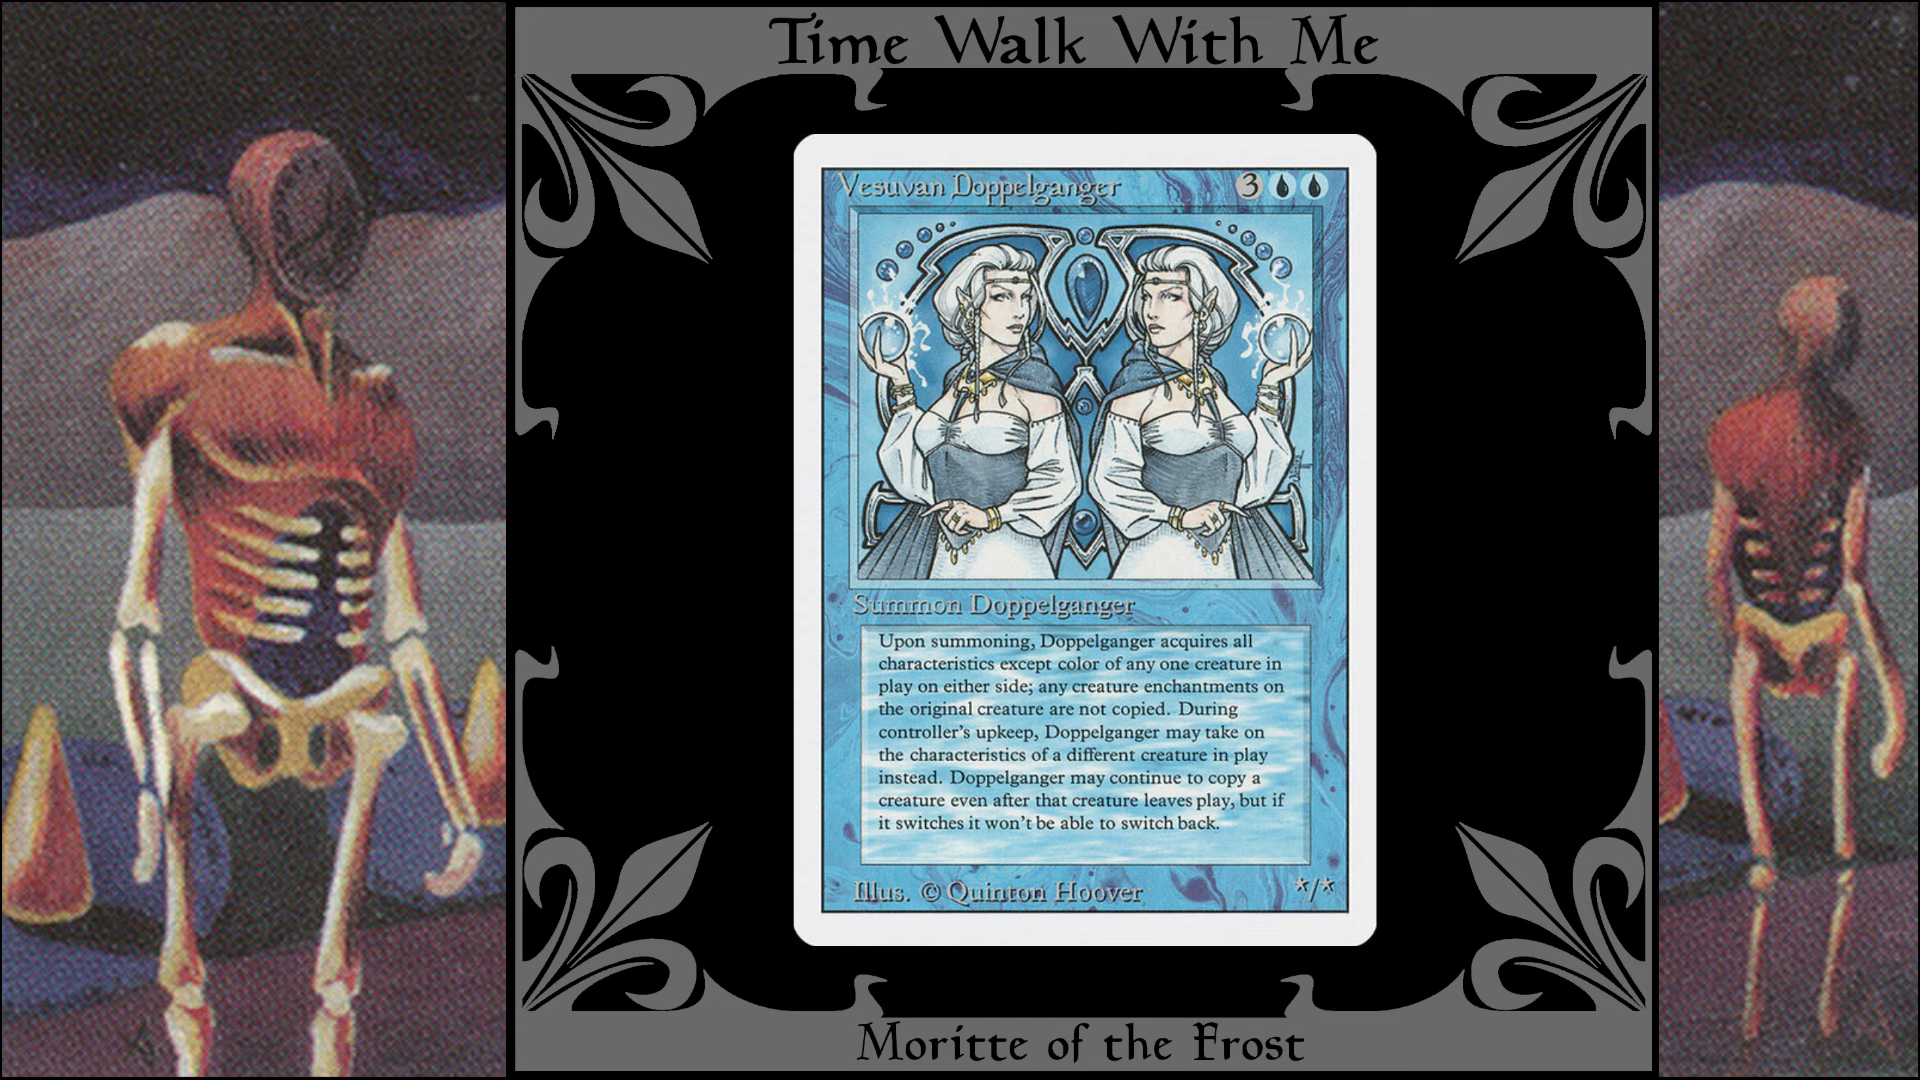 Time Walk With Me
Vesuvan Doppelganger 3
Summon Doppelganger
Upon summoning, Doppelganger acquires all
characteristics except color of any one creature in
play on either side; any creature enchantments on
the original creature are not copied. During
controller's upkeep, Doppelganger may take on
the characteristics of a different creature in play
instead. Doppelganger may continue to copy a
creature even after that creature leaves play, but if
it switches it won't be able to switch back.
Illus. © Quinton Hoover */*
Moritte of the Frost